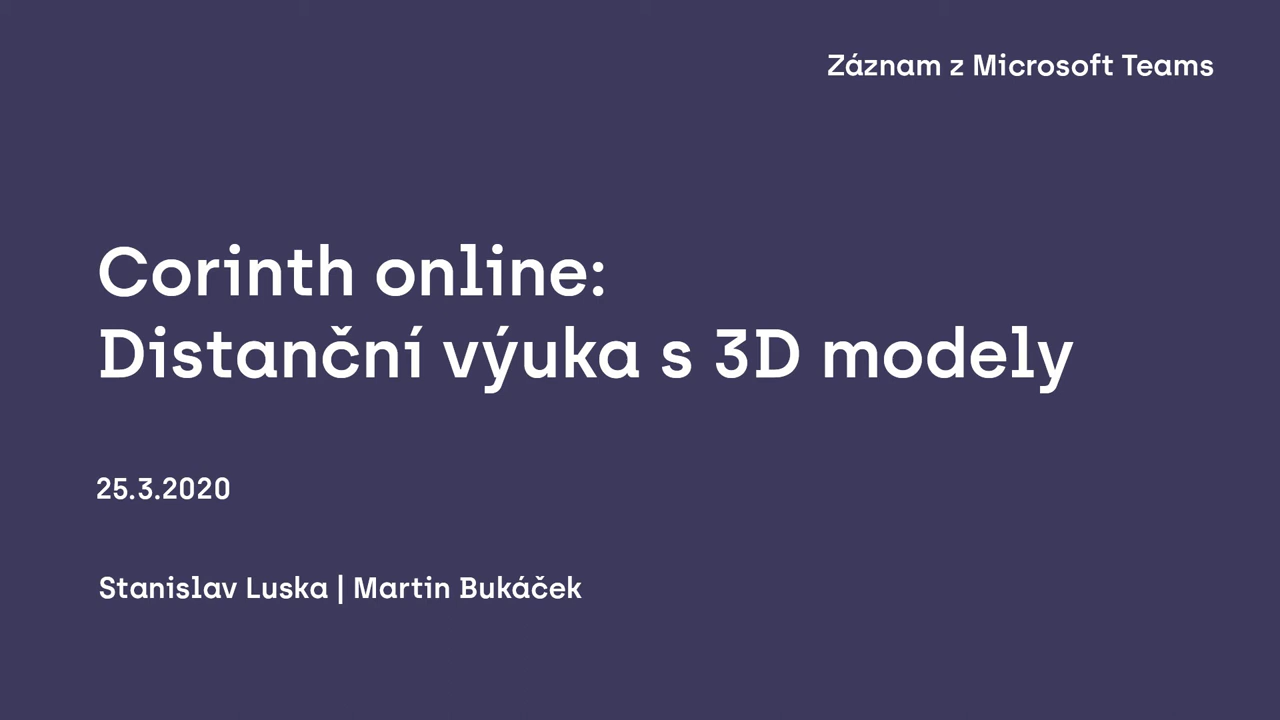 Záznam z Microsoft Teams
Corinth online:
Distanční výuka s 3D modely
25.3.2020
Stanislav Luska | Martin Bukáček